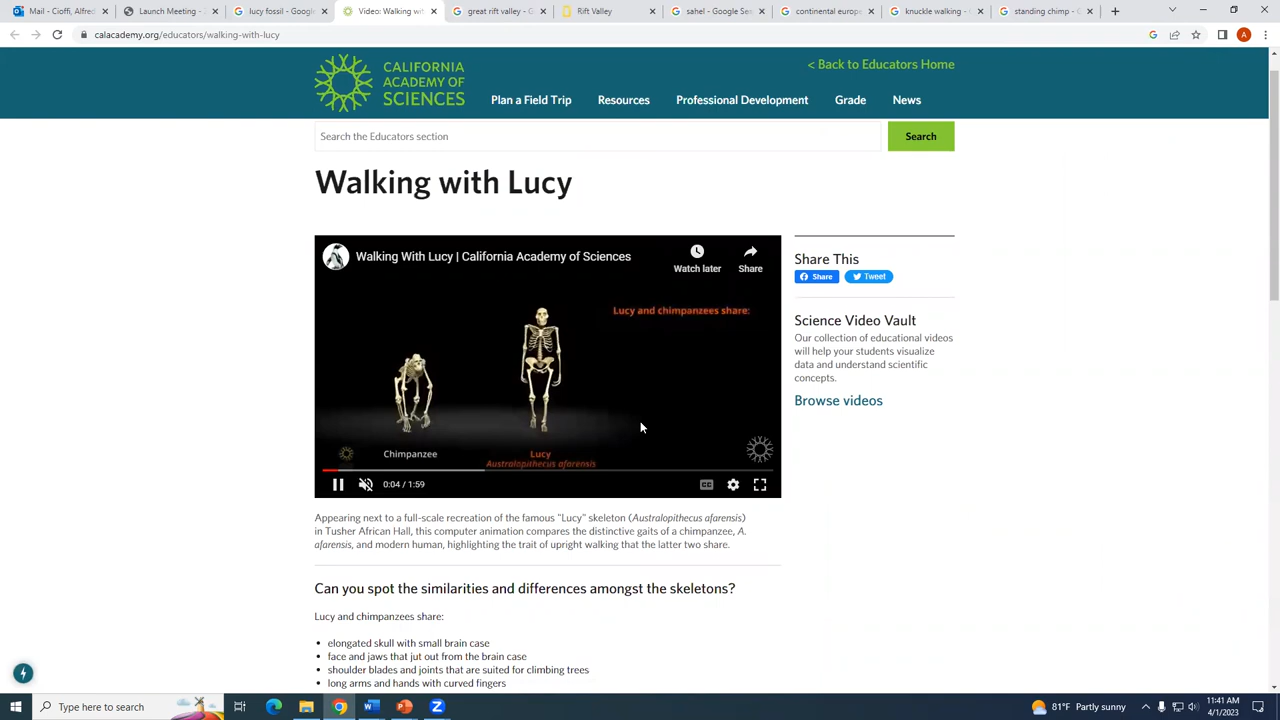 Mail - Cioffi, Alfred
Launch Meeting - Z
lucy fossil - Google
Video: Walking wit
great rift valley - G
Rift Valley
sahel - Google Sea
continental europe
knuckle walking -
standing chimp - G
calacademy.org/educators/walking-with-lucy
A
CALIFORNIA
ACADEMY OF
SCIENCES
< Back to Educators Home
Plan a Field Trip
Resources
Professional Development
Grade
News
Search the Educators section
Search
Walking with Lucy
Walking With Lucy | California Academy of Sciences
Watch later
Share
Lucy and chimpanzees share:
Chimpanzee
Lucy
Australopithecus afarensis
0:04 / 1:59
CC
Share This
Share
Tweet
Science Video Vault
Our collection of educational videos
will help your students visualize
data and understand scientific
concepts.
Browse videos
Appearing next to a full-scale recreation of the famous "Lucy" skeleton (Australopithecus afarensis)
in Tusher African Hall, this computer animation compares the distinctive gaits of a chimpanzee, A.
afarensis, and modern human, highlighting the trait of upright walking that the latter two share.
Can you spot the similarities and differences amongst the skeletons?
Lucy and chimpanzees share:
• elongated skull with small brain case
• face and jaws that jut out from the brain case
• shoulder blades and joints that are suited for climbing trees
• long arms and hands with curved fingers
Type here to search
81°F Partly sunny
11:41 AM
4/1/2023